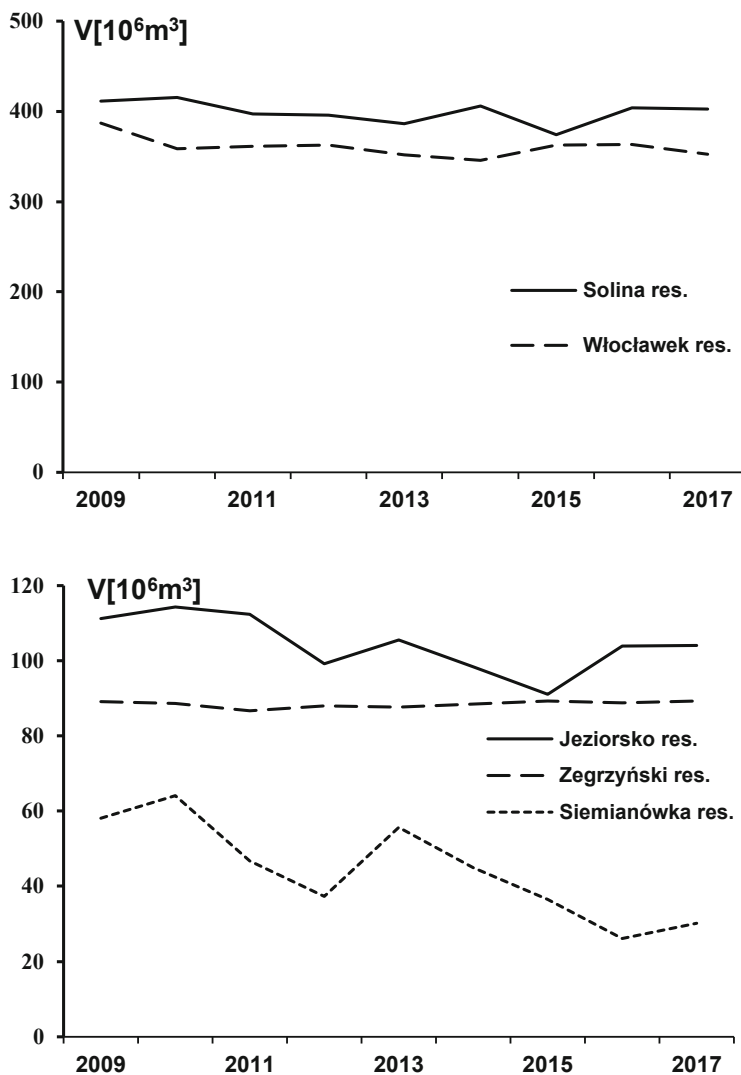 500
V[10⁶m³]
400
300
200
100
0
Solina res.
Włocławek res.
2009 2011 2013 2015 2017
120
V[10⁶m³]
100
80
60
40
20
0
Jeziorsko res.
Zegrzyński res.
Siemianówka res.
2009 2011 2013 2015 2017